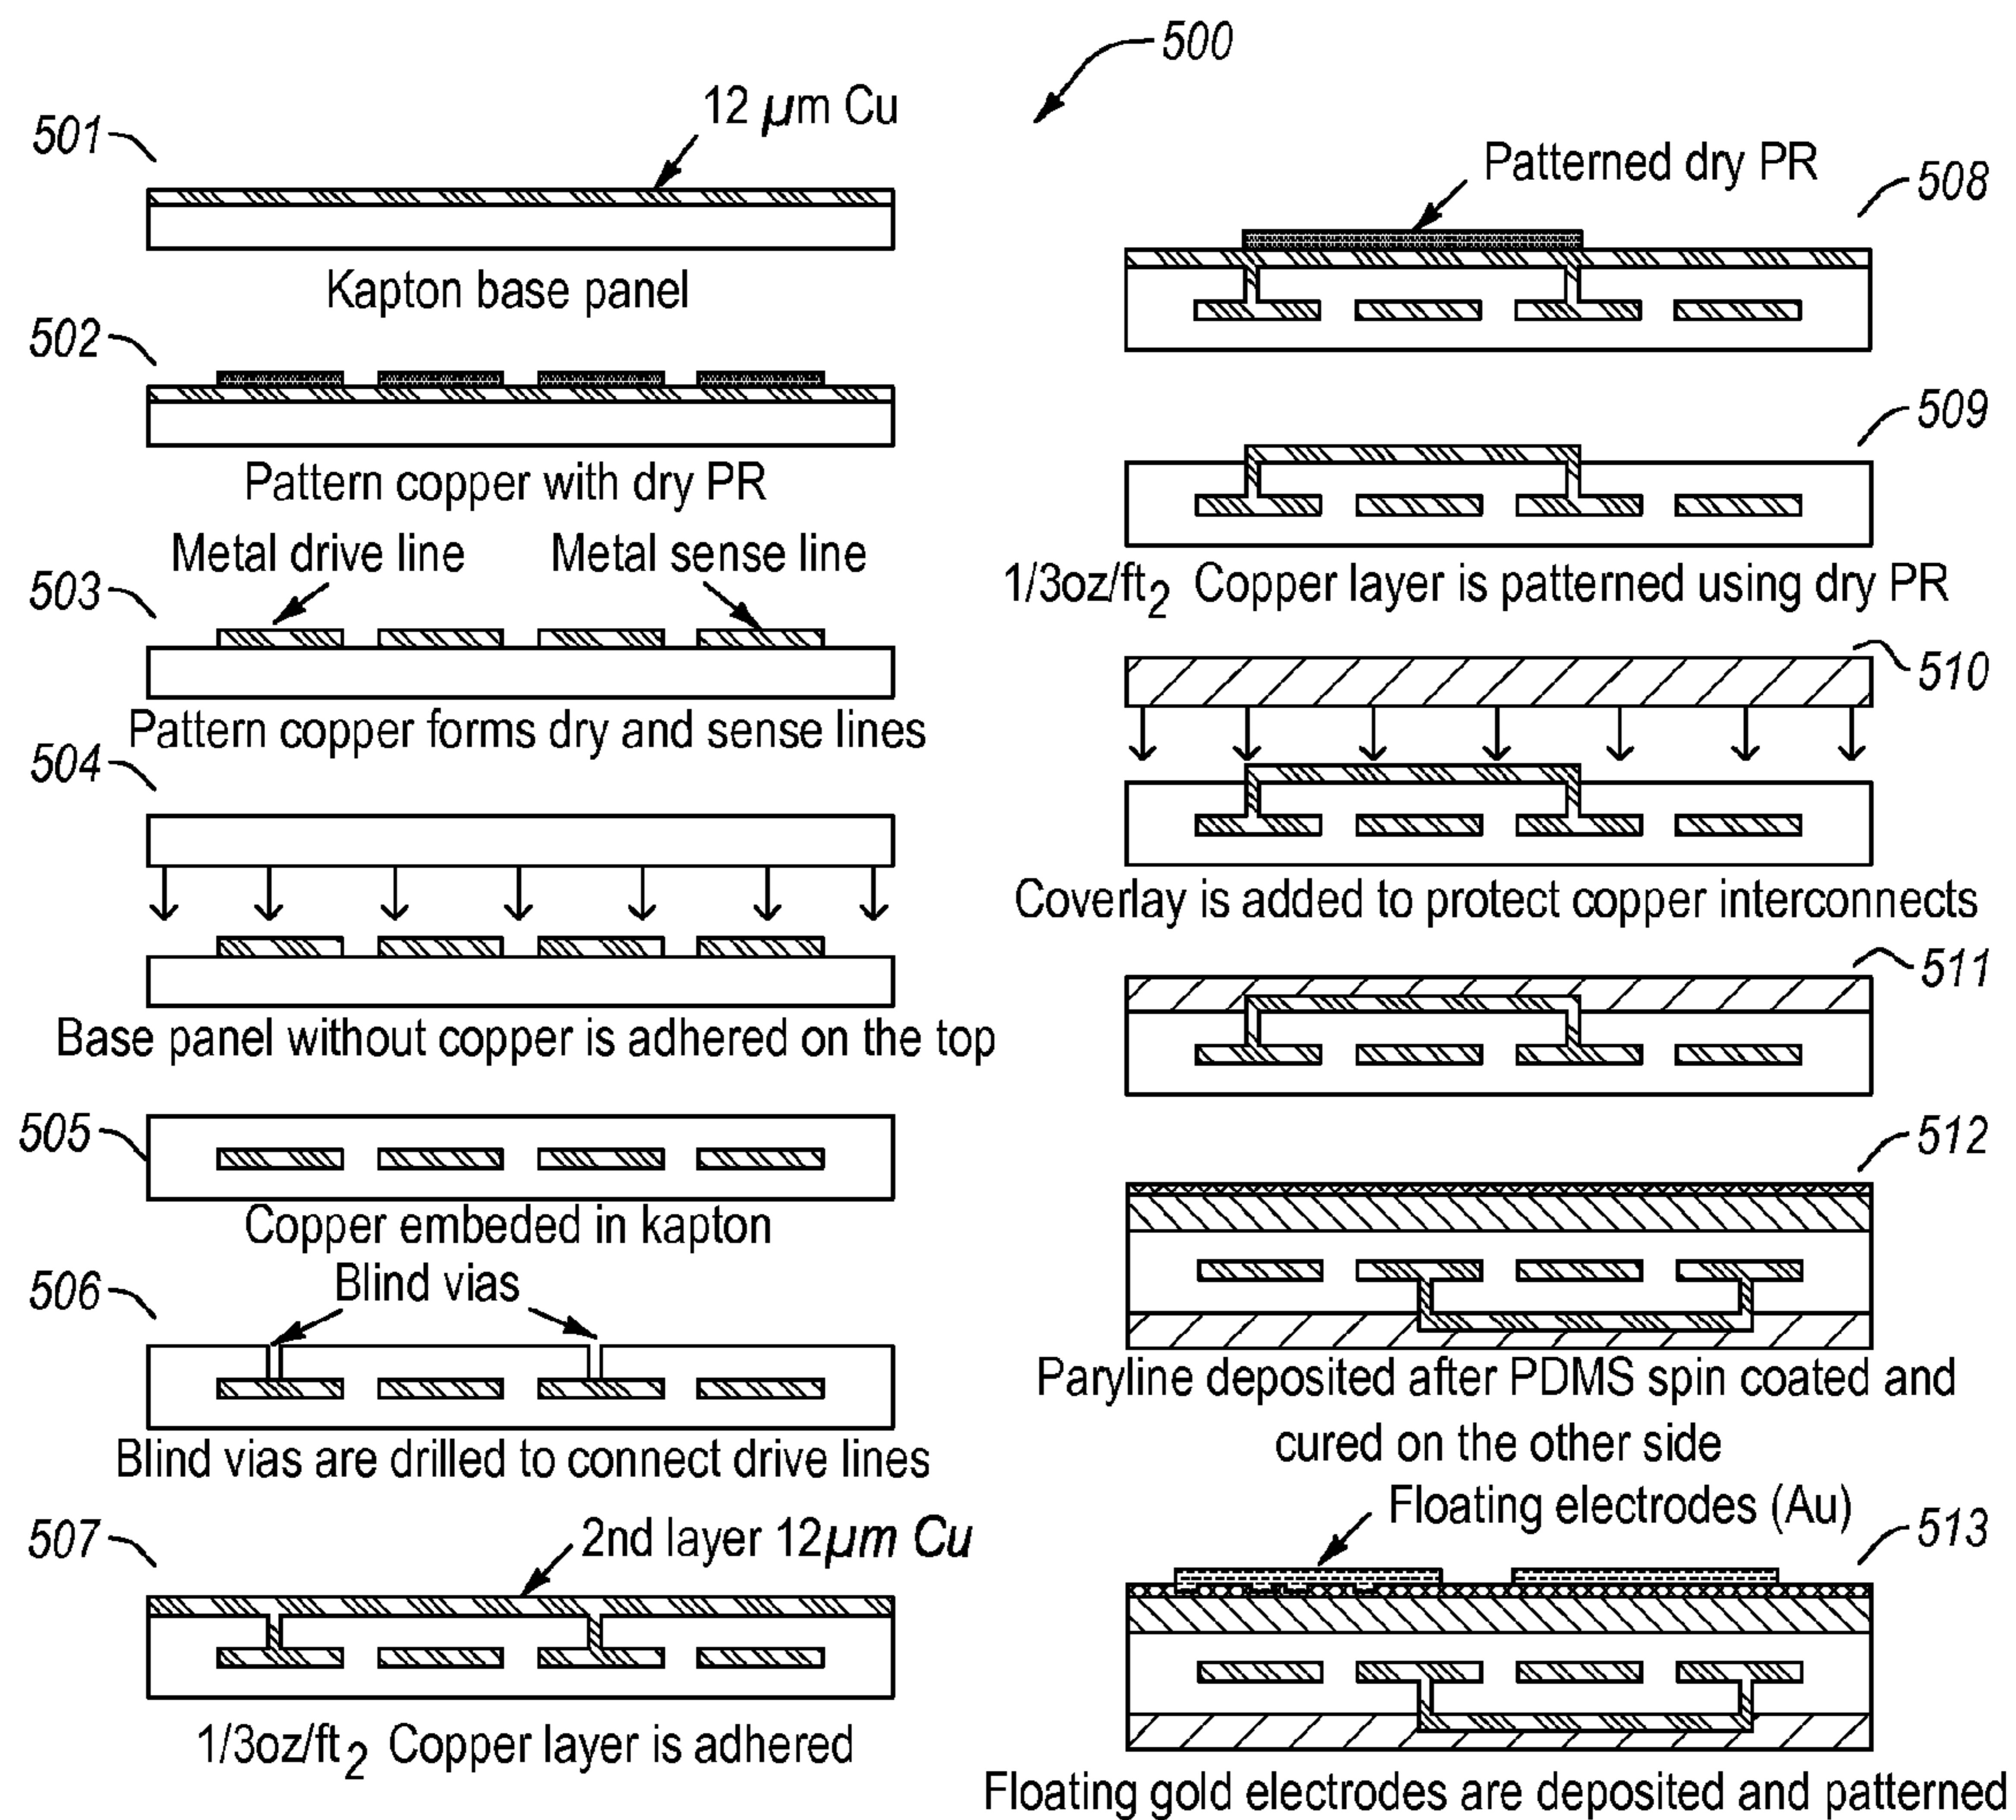 500
501
12 µm Cu
Kapton base panel
502
Pattern copper with dry PR
Metal drive line
Metal sense line
503
Pattern copper forms dry and sense lines
504
Base panel without copper is adhered on the top
505
Copper embeded in kapton
506
Blind vias
Blind vias are drilled to connect drive lines
507
2nd layer 12µm Cu
1/3oz/ft2 Copper layer is adhered
Patterned dry PR
508
509
1/3oz/ft2 Copper layer is patterned using dry PR
510
Coverlay is added to protect copper interconnects
511
512
Paryline deposited after PDMS spin coated and
cured on the other side
Floating electrodes (Au)
513
Floating gold electrodes are deposited and patterned